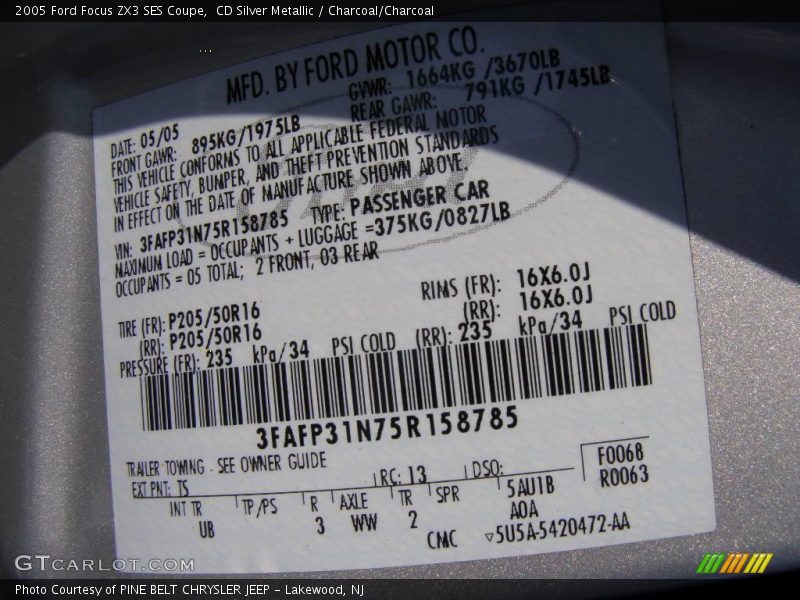 2005 Ford Focus ZX3 SES Coupe,  CD Silver Metallic / Charcoal/Charcoal
MFD. BY FORD MOTOR CO.
DATE: 05/05 GVWR: 1664KG /3670LB
FRONT GAWR: 895KG/1975LB REAR GAWR: 791KG /1745LB
THIS VEHICLE CONFORMS TO ALL APPLICABLE FEDERAL MOTOR
VEHICLE SAFETY, BUMPER, AND THEFT PREVENTION STANDARDS
IN EFFECT ON THE DATE OF MANUFACTURE SHOWN ABOVE.
VIN: 3FAFP31N75R158785 TYPE: PASSENGER CAR
MAXIMUM LOAD = OCCUPANTS + LUGGAGE =375KG/0827LB
OCCUPANTS = 05 TOTAL; 2 FRONT, 03 REAR
TIRE (FR): P205/50R16 RIMS (FR): 16X6.0J
(RR): P205/50R16 (RR): 16X6.0J
PRESSURE (FR): 235 kPa/34 PSI COLD (RR): 235 kPa/34 PSI COLD
3FAFP31N75R158785
TRAILER TOWING - SEE OWNER GUIDE
EXT PNT: TS RC: 13 DSO: F0068
R0063
INT TR TP/PS R AXLE TR SPR 5AU1B
UB 3 WW 2 A0A
CMC ▽5U5A-5420472-AA
GTCARLOT.COM
Photo Courtesy of PINE BELT CHRYSLER JEEP - Lakewood, NJ